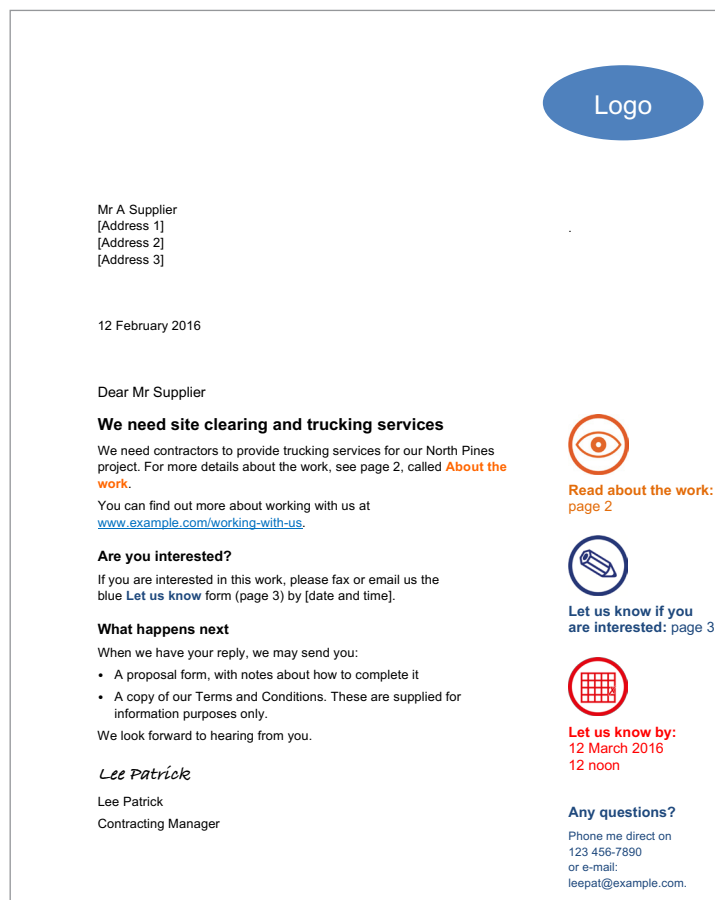 Logo
Mr A Supplier
[Address 1]
[Address 2]
[Address 3]
.
12 February 2016
Dear Mr Supplier
We need site clearing and trucking services
We need contractors to provide trucking services for our North Pines
project. For more details about the work, see page 2, called About the
work.
You can find out more about working with us at
www.example.com/working-with-us.
Are you interested?
If you are interested in this work, please fax or email us the
blue Let us know form (page 3) by [date and time].
What happens next
When we have your reply, we may send you:
• A proposal form, with notes about how to complete it
• A copy of our Terms and Conditions. These are supplied for
information purposes only.
We look forward to hearing from you.
Lee Patrick
Lee Patrick
Contracting Manager
Read about the work:
page 2
Let us know if you
are interested: page 3
Let us know by:
12 March 2016
12 noon
Any questions?
Phone me direct on
123 456-7890
or e-mail:
leepat@example.com.